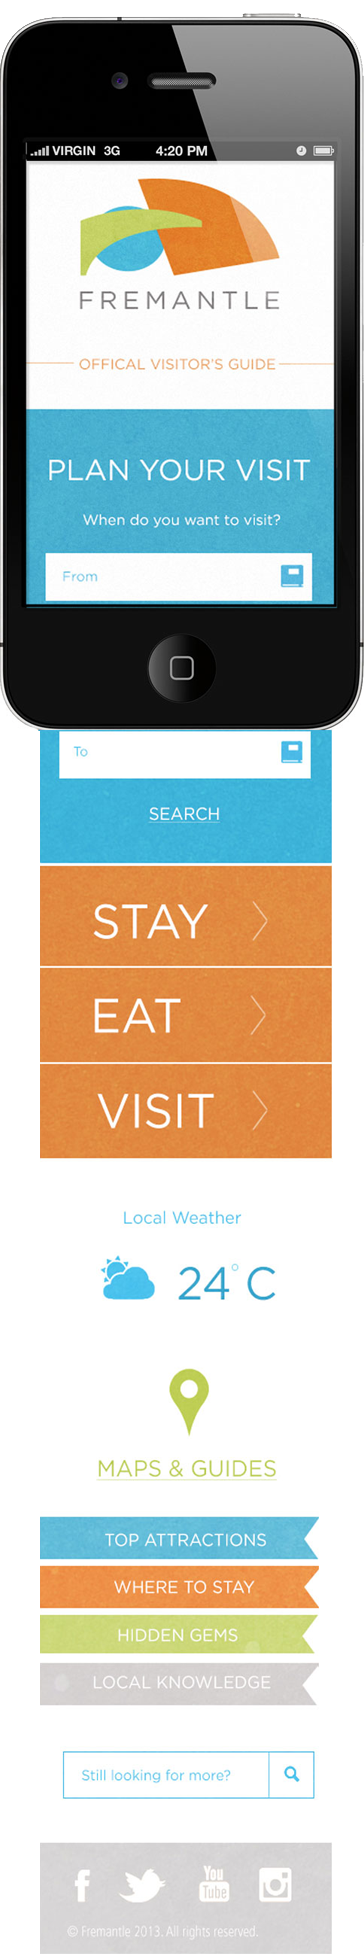 VIRGIN 3G 4:20 PM
FREMANTLE
OFFICAL VISITOR'S GUIDE
PLAN YOUR VISIT
When do you want to visit?
From
To
SEARCH
STAY
EAT
VISIT
Local Weather
24°C
MAPS & GUIDES
TOP ATTRACTIONS
WHERE TO STAY
HIDDEN GEMS
LOCAL KNOWLEDGE
Still looking for more?
f You Tube
© Fremantle 2013. All rights reserved.